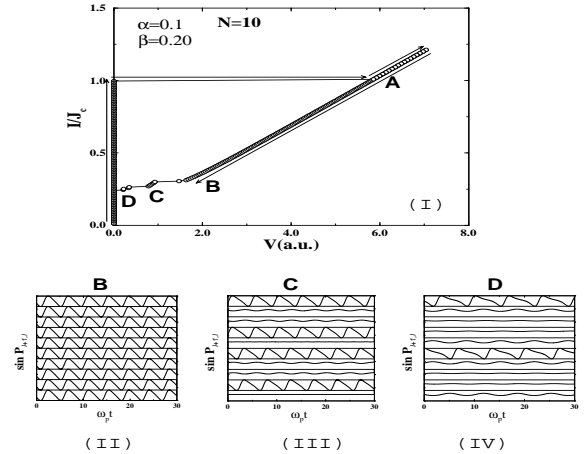 α=0.1 N=10
β=0.20
I/J_c
1.5
1.0
0.5
0.0
A
B
C
D
(I)
0.0 2.0 4.0 6.0 8.0
V(a.u.)
B C D
sin P_{l+1,l} sin P_{l+1,l} sin P_{l+1,l}
0 10 20 30 0 10 20 30 0 10 20 30
ω_p t ω_p t ω_p t
(II) (III) (IV)